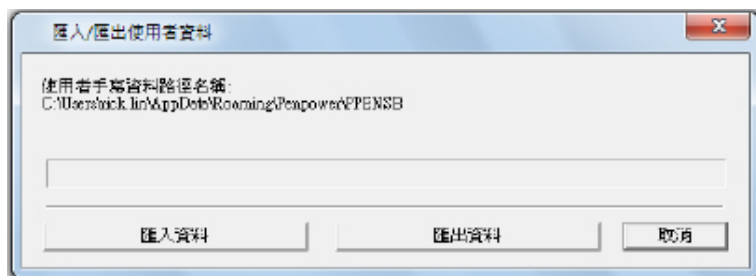 匯入/匯出使用者資料
使用者手寫資料路徑名稱:
C:\Users\nick.lin\AppData\Roaming\Penpower\PPENSB
匯入資料
匯出資料
取消